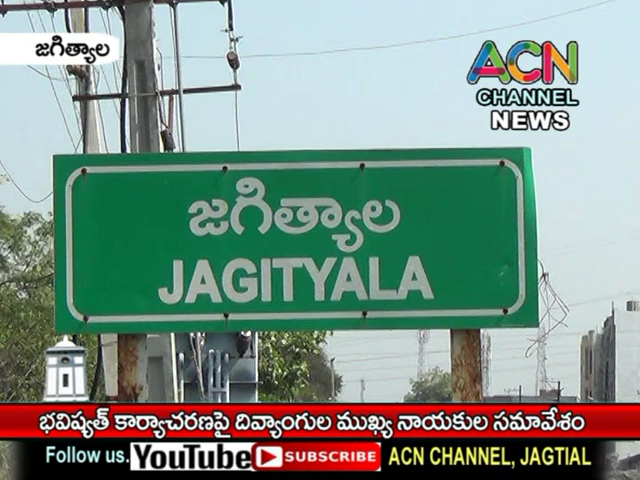 జగిత్యాల
ACN
CHANNEL
NEWS
జగిత్యాల
JAGITYALA
భవిష్యత్ కార్యాచరణపై దివ్యాంగుల ముఖ్య నాయకుల సమావేశం
Follow us. YouTube SUBSCRIBE ACN CHANNEL, JAGTIAL